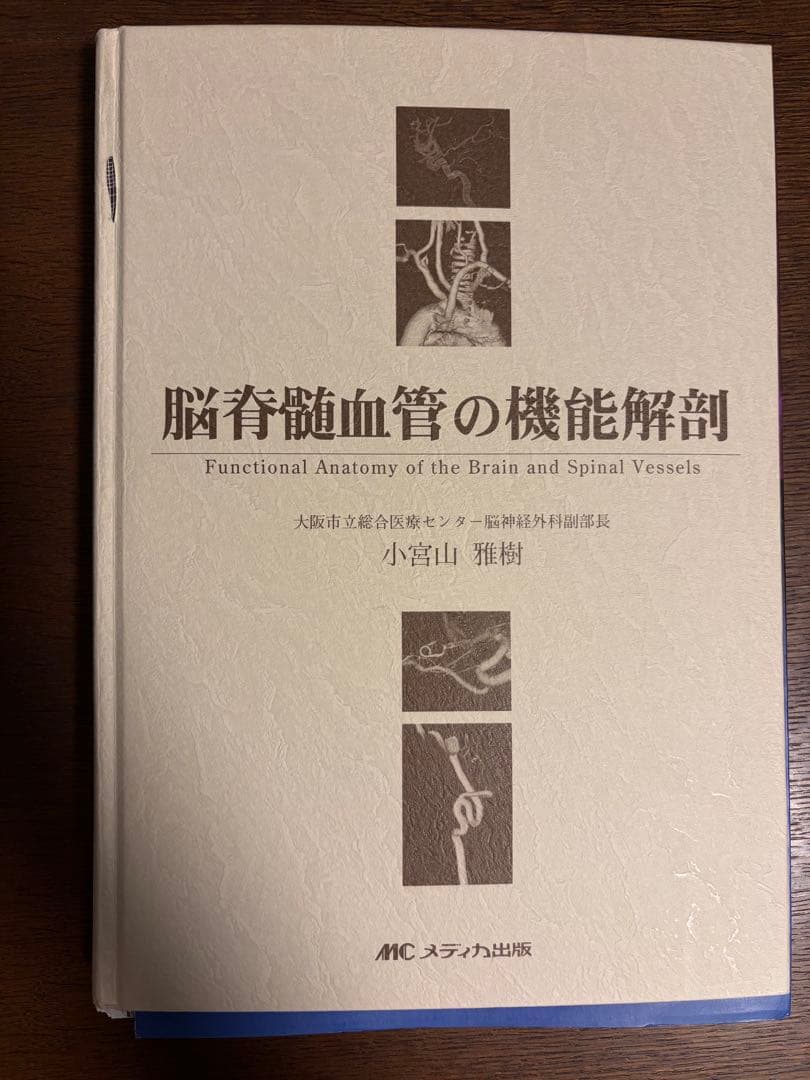 脳脊髄血管の機能解剖
Functional Anatomy of the Brain and Spinal Vessels
大阪市立総合医療センター脳神経外科副部長
小宮山 雅樹
MC メディカ出版